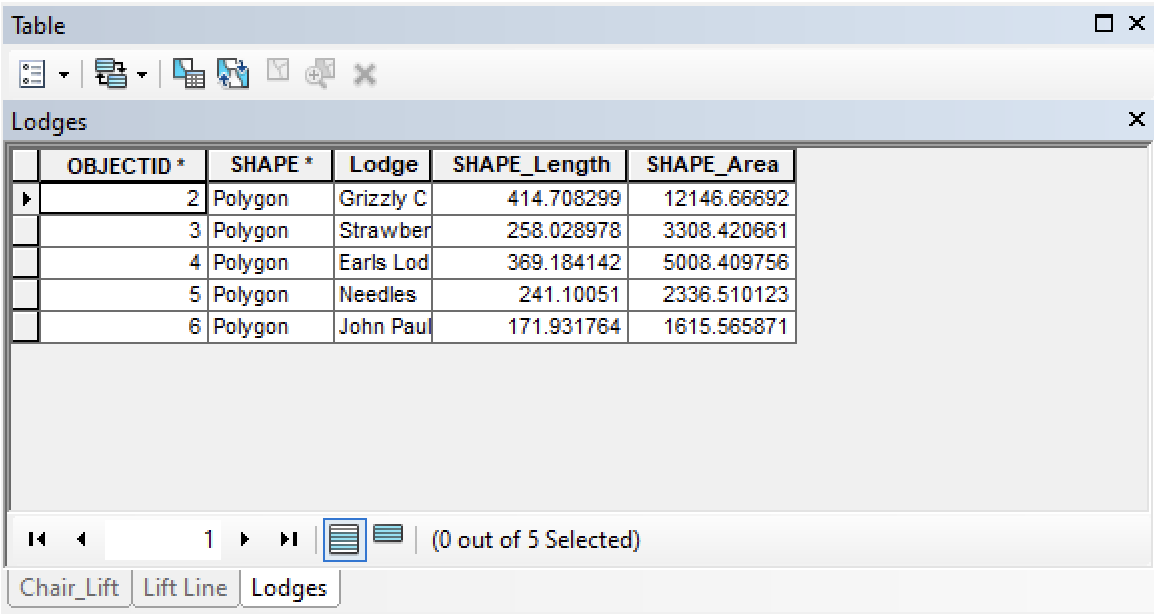 Table
Lodges
OBJECTID * SHAPE * Lodge SHAPE_Length SHAPE_Area
2 Polygon Grizzly C 414.708299 12146.66692
3 Polygon Strawber 258.028978 3308.420661
4 Polygon Earls Lod 369.184142 5008.409756
5 Polygon Needles 241.10051 2336.510123
6 Polygon John Paul 171.931764 1615.565871
1 (0 out of 5 Selected)
Chair_Lift Lift Line Lodges